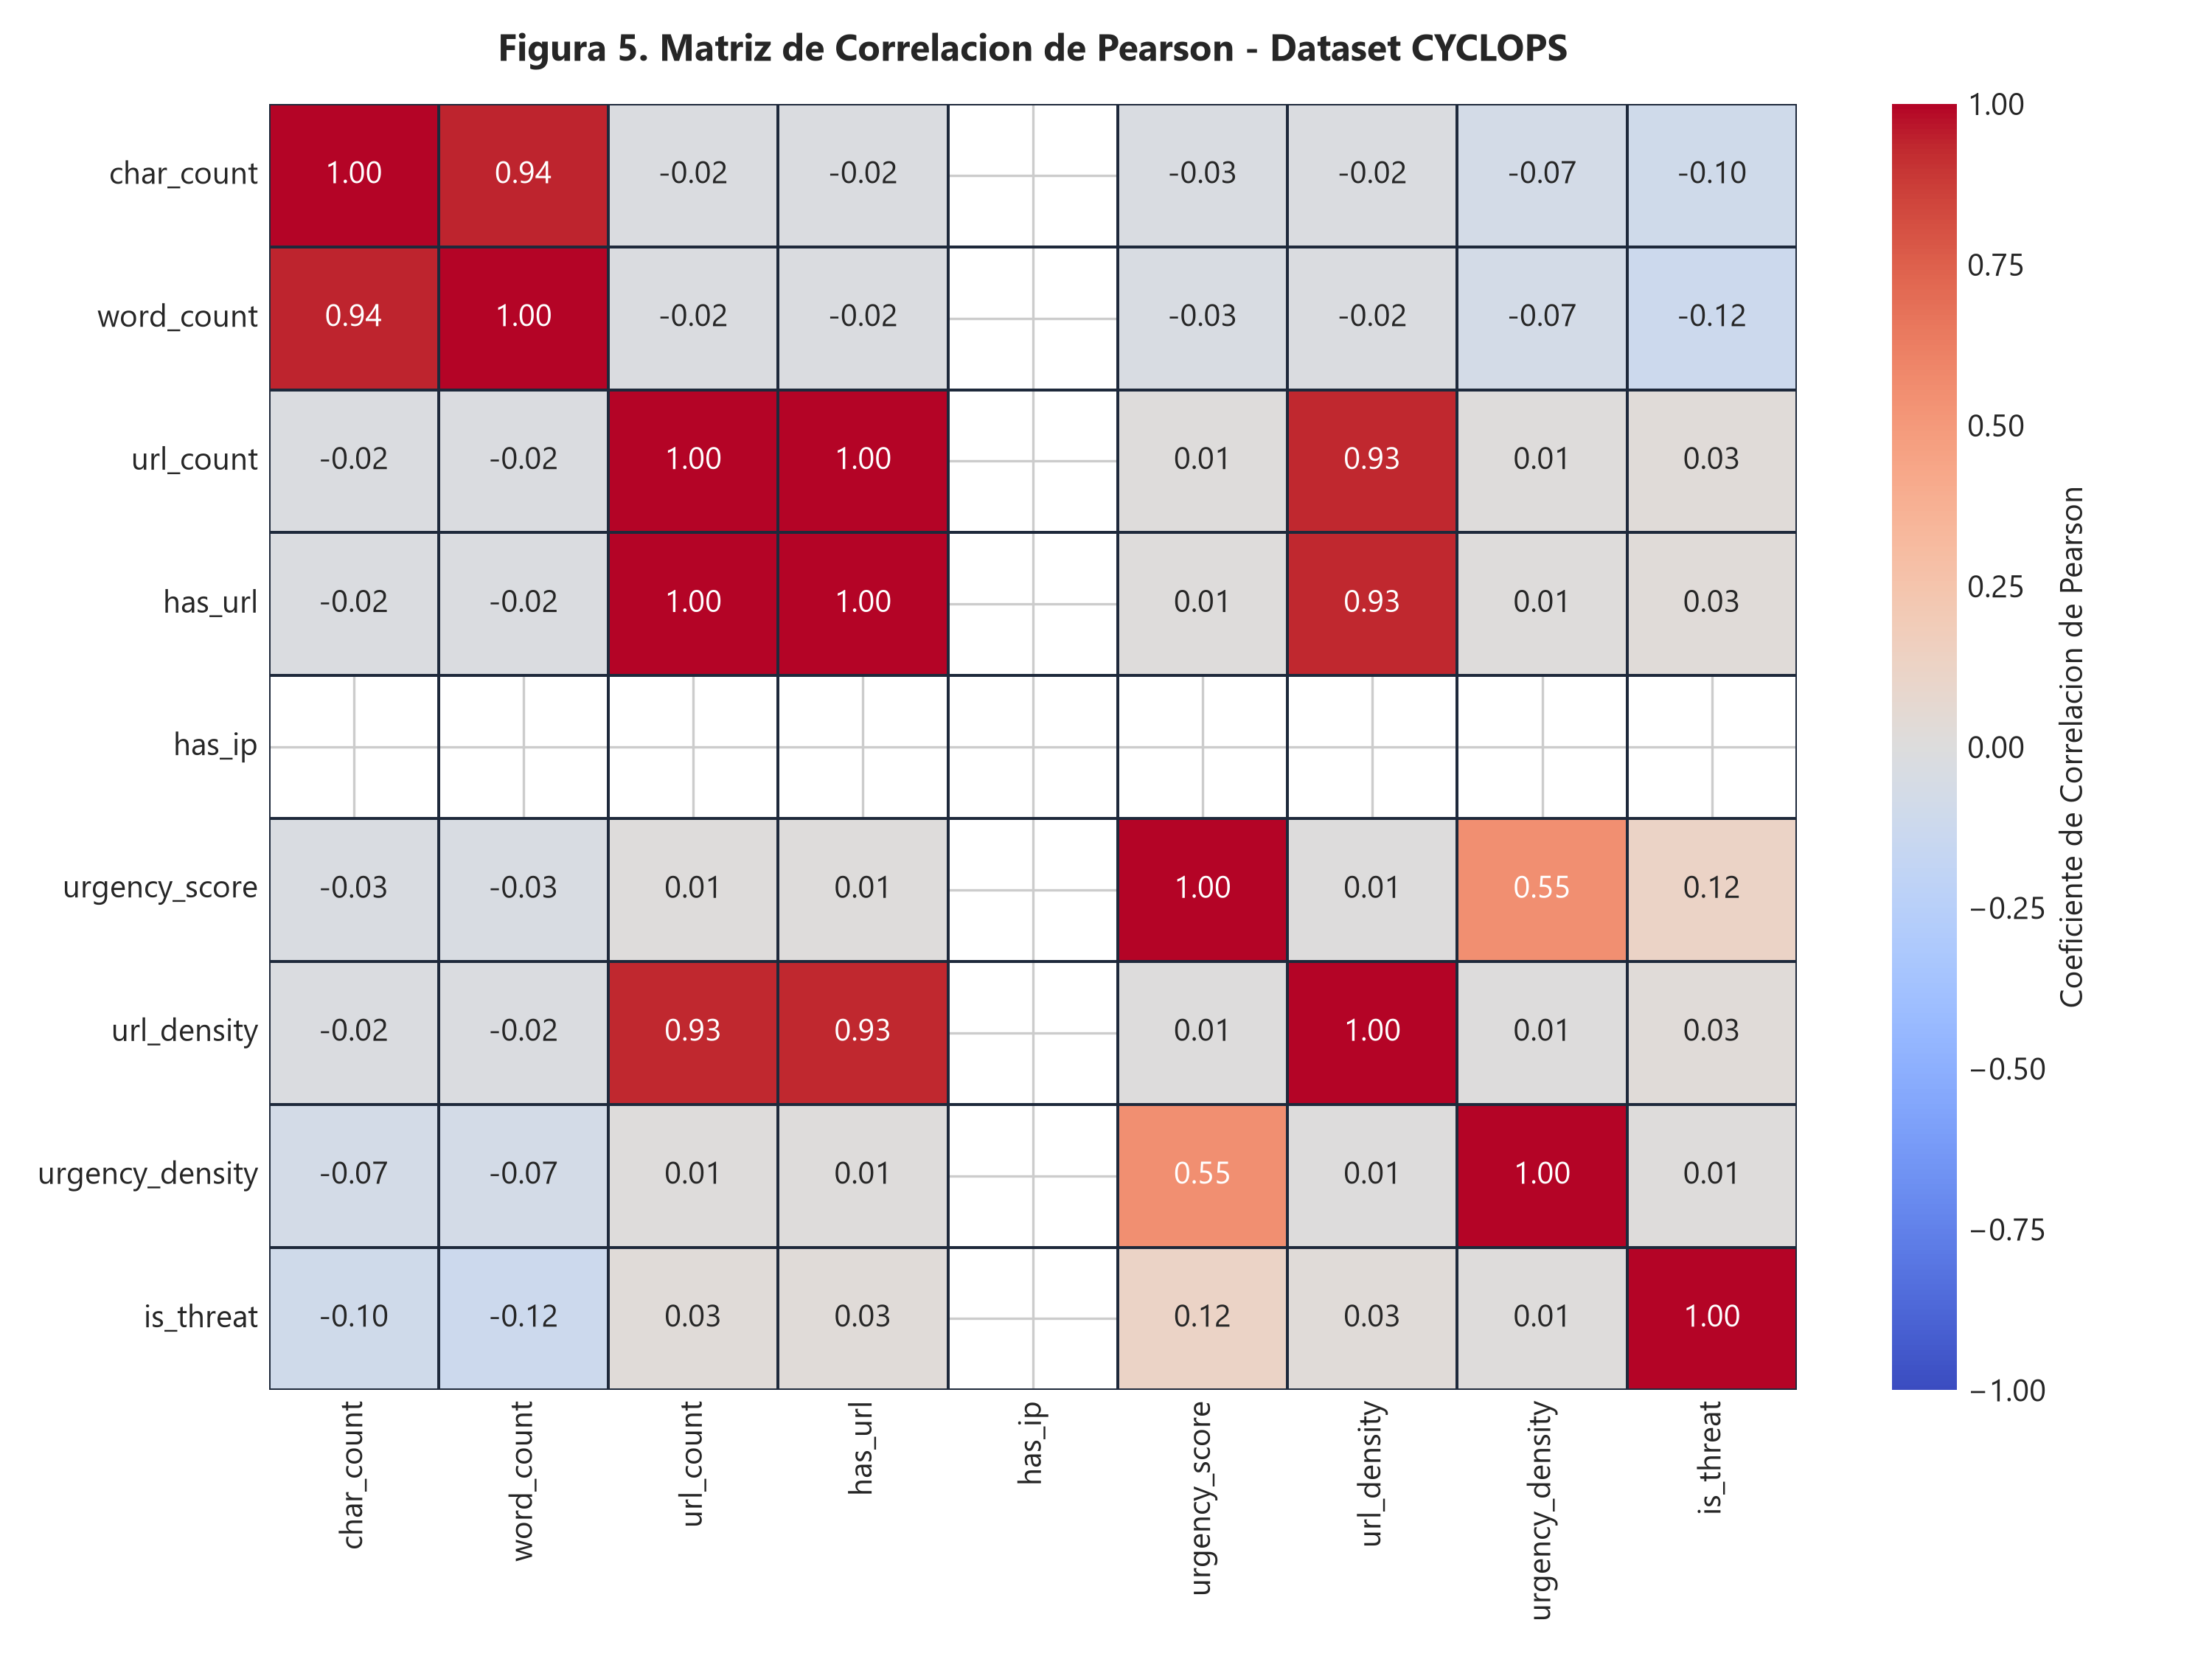 Figura 5. Matriz de Correlacion de Pearson - Dataset CYCLOPS
char_count 1.00 0.94 -0.02 -0.02 -0.03 -0.02 -0.07 -0.10
word_count 0.94 1.00 -0.02 -0.02 -0.03 -0.02 -0.07 -0.12
url_count -0.02 -0.02 1.00 1.00 0.01 0.93 0.01 0.03
has_url -0.02 -0.02 1.00 1.00 0.01 0.93 0.01 0.03
has_ip
urgency_score -0.03 -0.03 0.01 0.01 1.00 0.01 0.55 0.12
url_density -0.02 -0.02 0.93 0.93 0.01 1.00 0.01 0.03
urgency_density -0.07 -0.07 0.01 0.01 0.55 0.01 1.00 0.01
is_threat -0.10 -0.12 0.03 0.03 0.12 0.03 0.01 1.00
char_count
word_count
url_count
has_url
has_ip
urgency_score
url_density
urgency_density
is_threat
1.00
0.75
0.50
0.25
0.00
−0.25
−0.50
−0.75
−1.00
Coeficiente de Correlacion de Pearson